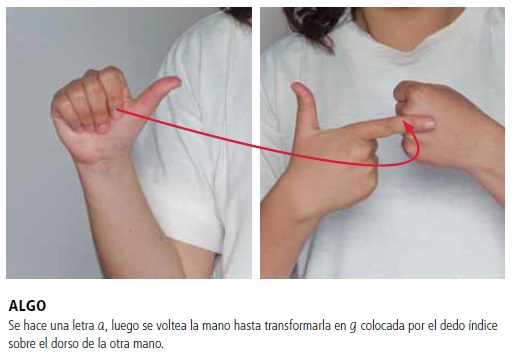 ALGO
Se hace una letra a, luego se voltea la mano hasta transformarla en g colocada por el dedo índice
sobre el dorso de la otra mano.